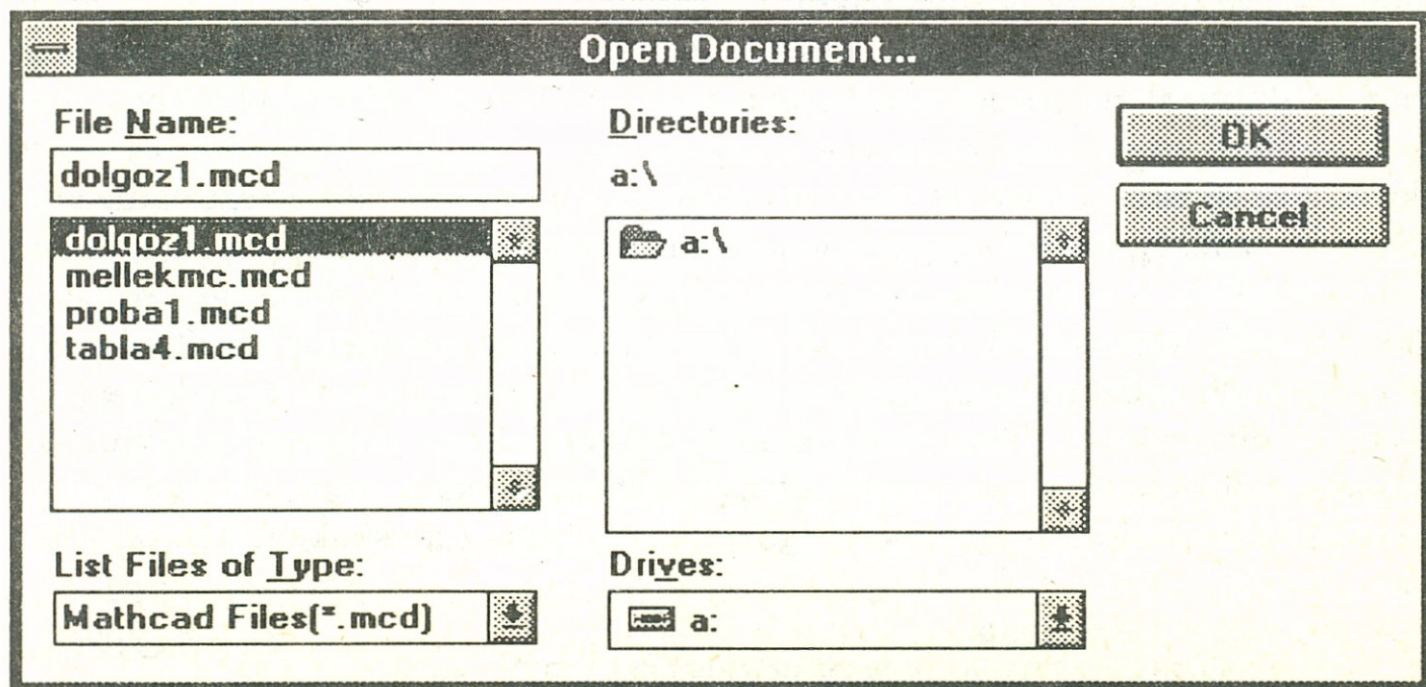 Open Document...
File Name:
dolgoz1.mcd
dolgoz1.mcd
mellekmc.mcd
proba1.mcd
tabla4.mcd
List Files of Type:
Mathcad Files(*.mcd)
Directories:
a:\
a:\
Drives:
a:
OK
Cancel